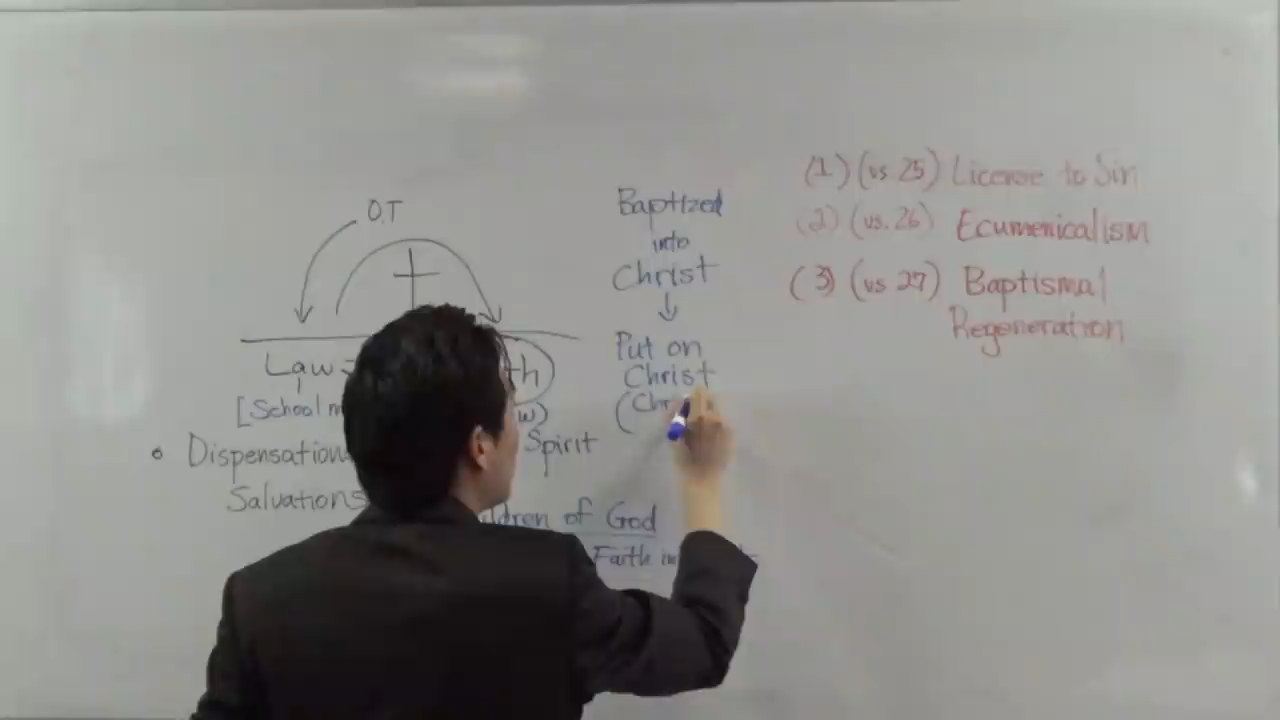 O.T
Law
[School
• Dispensation
Salvations
th)
w)
Spirit
of God
Faith in
Baptized
into
Christ
↓
Put on
Christ
(Chr
(1) (vs. 25) License to Sin
(2) (vs. 26) Ecumenicalism
(3) (vs 27) Baptismal
Regeneration